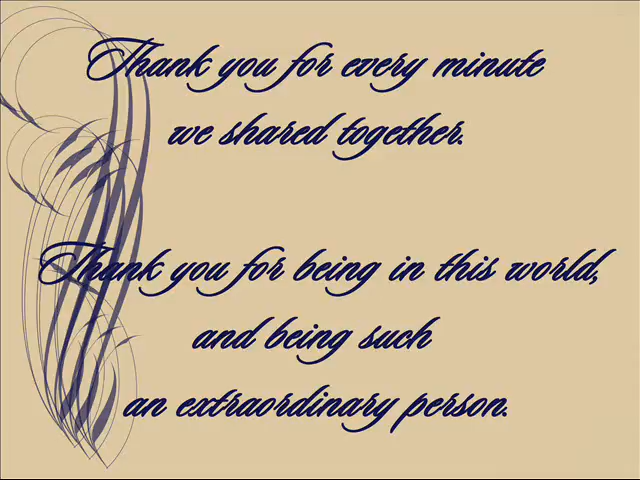 Thank you for every minute
we shared together.
Thank you for being in this world,
and being such
an extraordinary person.